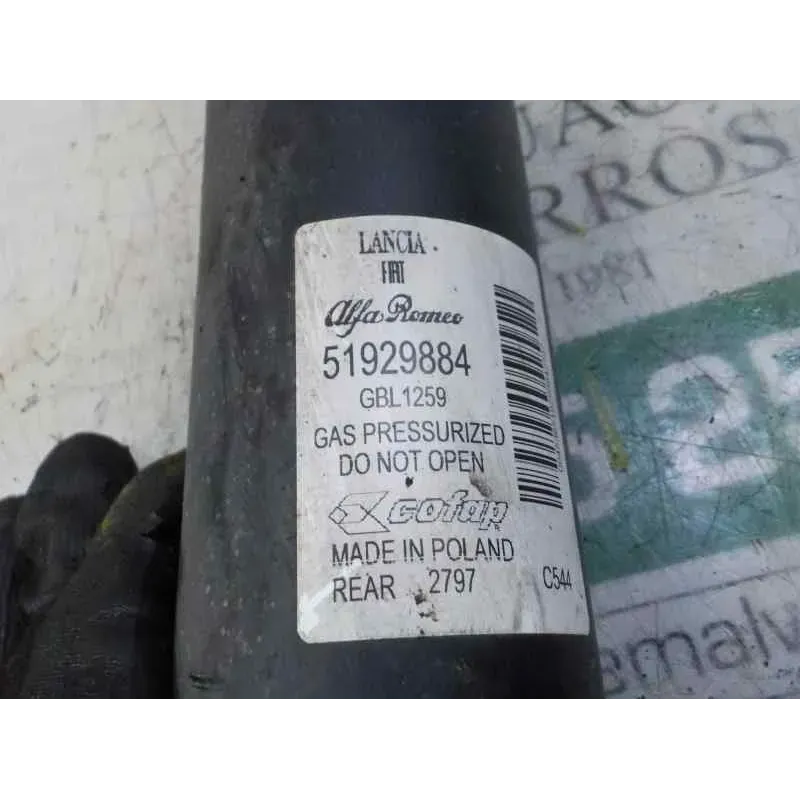 LANCIA
FIAT
Alfa Romeo
51929884
GBL1259
GAS PRESSURIZED
DO NOT OPEN
cofap
R
MADE IN POLAND
REAR 2797 C544
RROS
1981